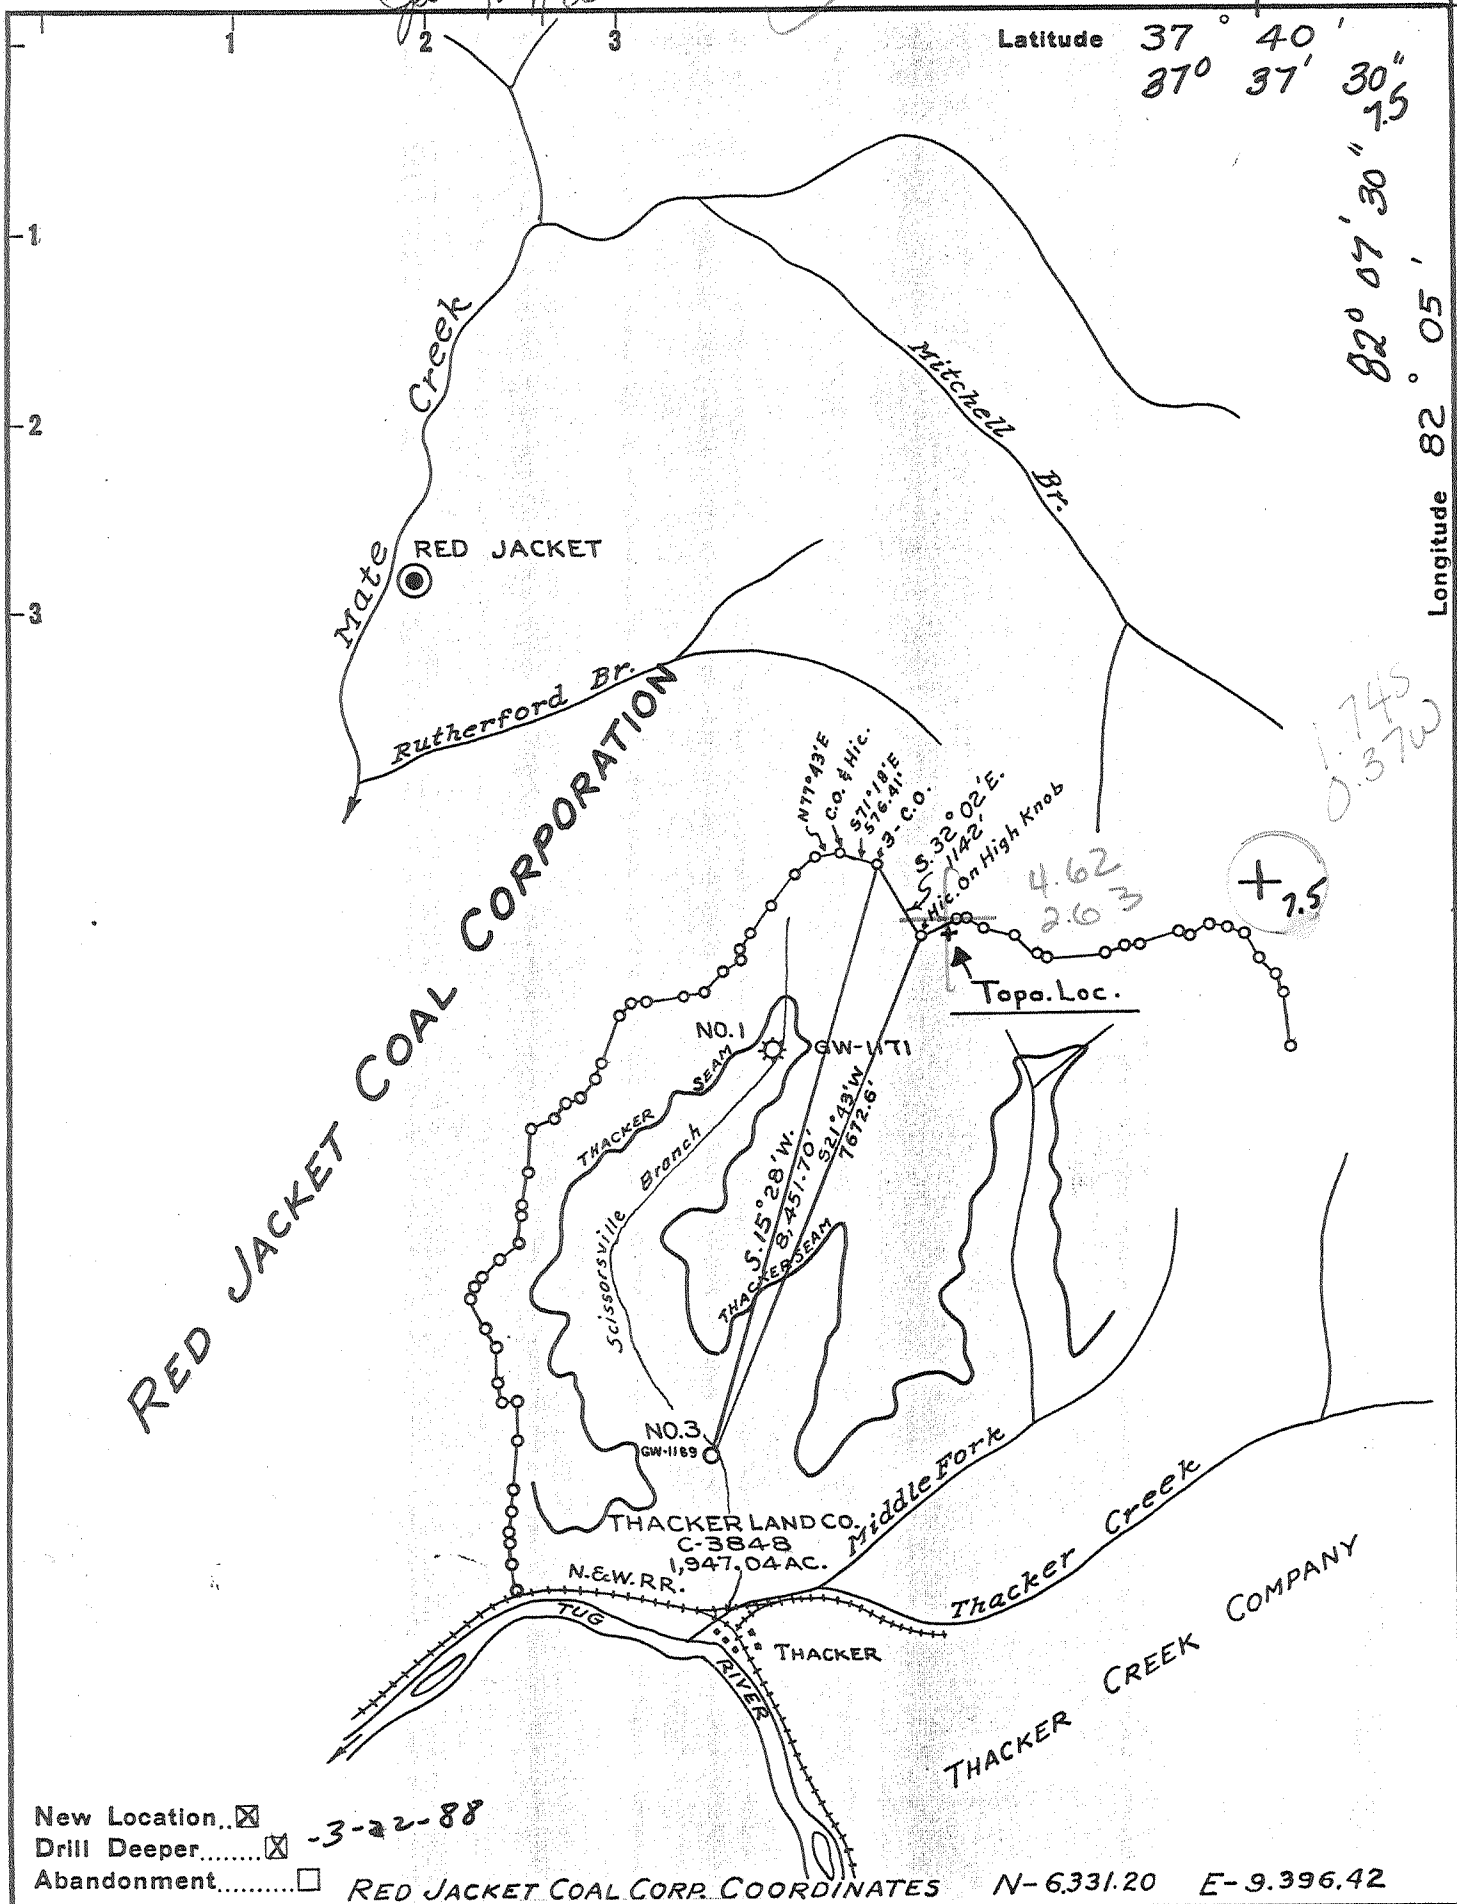 1 2 3 Latitude 37° 40'
37° 37' 30"
7.5
82° 07' 30"
Longitude 82° 05'
1
2
3
Mate Creek
Mitchell Br.
RED JACKET
Rutherford Br.
RED JACKET COAL CORPORATION
1.74S
0.37W
N77°43'E
C.O. & Hic.
S71°18'E
576.41'
3-C.O.
S.32°02'E.
1142'
Hic. On High Knob
4.62
2.63
7.5
Topo. Loc.
NO.1
GW-1171
THACKER SEAM
Scissorsville Branch
S.15°28'W.
8,451.70'
S21°43'W
7672.6'
THACKER SEAM
NO.3
GW-1189
THACKER LAND CO.
C-3848
1,947.04 AC.
Middle Fork
Thacker Creek
N.&W. RR.
TUG RIVER
THACKER
THACKER CREEK COMPANY
New Location..☒
Drill Deeper........☒ -3-22-88
Abandonment..........☐
RED JACKET COAL CORP. COORDINATES N-6331.20 E-9.396.42